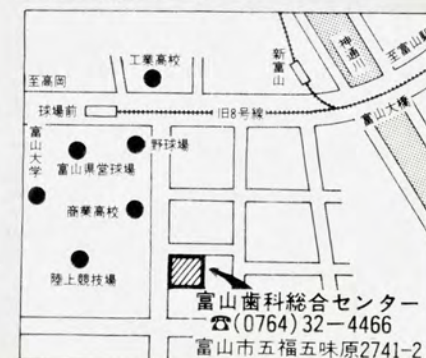 工業高校
至高岡
新富山
神通川
至富山駅
球場前
旧8号線
富山大橋
富山大学
富山県営球場
野球場
商業高校
陸上競技場
富山歯科総合センター
☎(0764)32-4466
富山市五福五味原2741-2